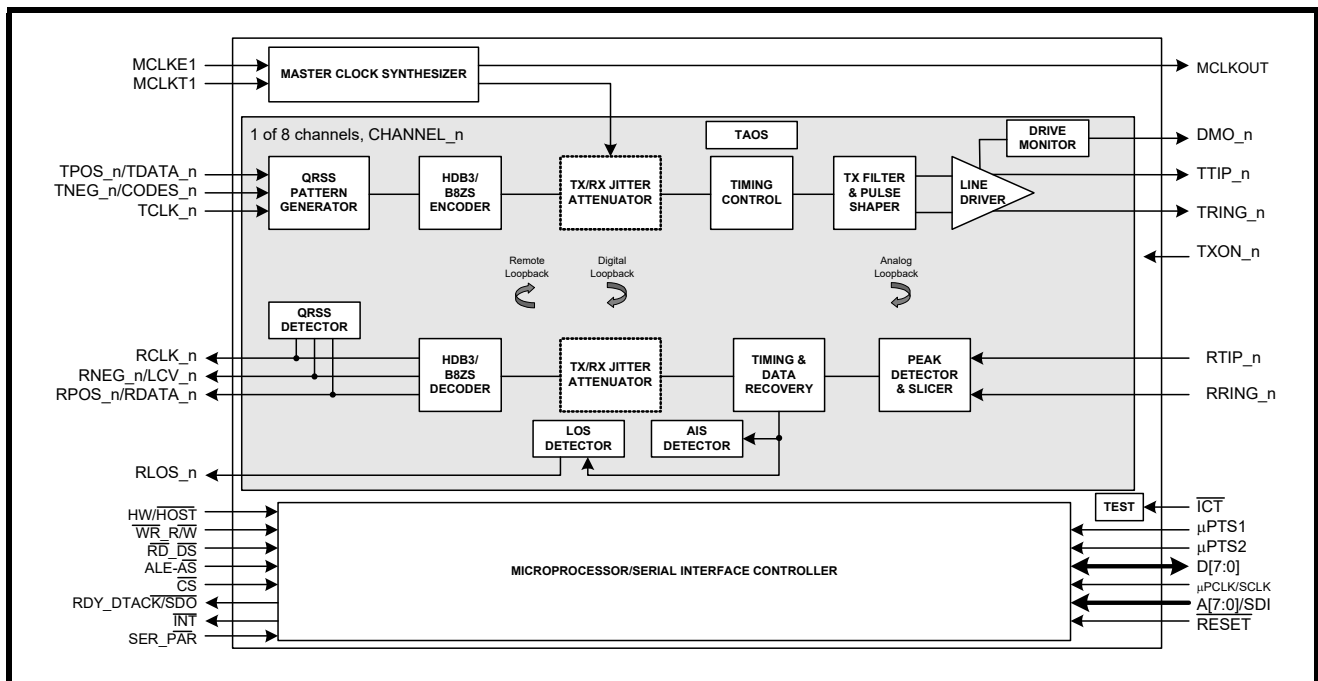 MCLKE1
MCLKT1
MASTER CLOCK SYNTHESIZER
MCLKOUT
1 of 8 channels, CHANNEL_n
TAOS
DRIVE
MONITOR
DMO_n
TPOS_n/TDATA_n
TNEG_n/CODES_n
TCLK_n
QRSS
PATTERN
GENERATOR
HDB3/
B8ZS
ENCODER
TX/RX JITTER
ATTENUATOR
TIMING
CONTROL
TX FILTER
& PULSE
SHAPER
LINE
DRIVER
TTIP_n
TRING_n
TXON_n
Remote
Loopback
Digital
Loopback
Analog
Loopback
QRSS
DETECTOR
RCLK_n
RNEG_n/LCV_n
RPOS_n/RDATA_n
HDB3/
B8ZS
DECODER
TX/RX JITTER
ATTENUATOR
TIMING &
DATA
RECOVERY
PEAK
DETECTOR
& SLICER
RTIP_n
RRING_n
LOS
DETECTOR
AIS
DETECTOR
RLOS_n
TEST
ICT
HW/HOST
WR_R/W
RD_DS
ALE-AS
CS
RDY_DTACK/SDO
INT
SER_PAR
MICROPROCESSOR/SERIAL INTERFACE CONTROLLER
µPTS1
µPTS2
D[7:0]
µPCLK/SCLK
A[7:0]/SDI
RESET